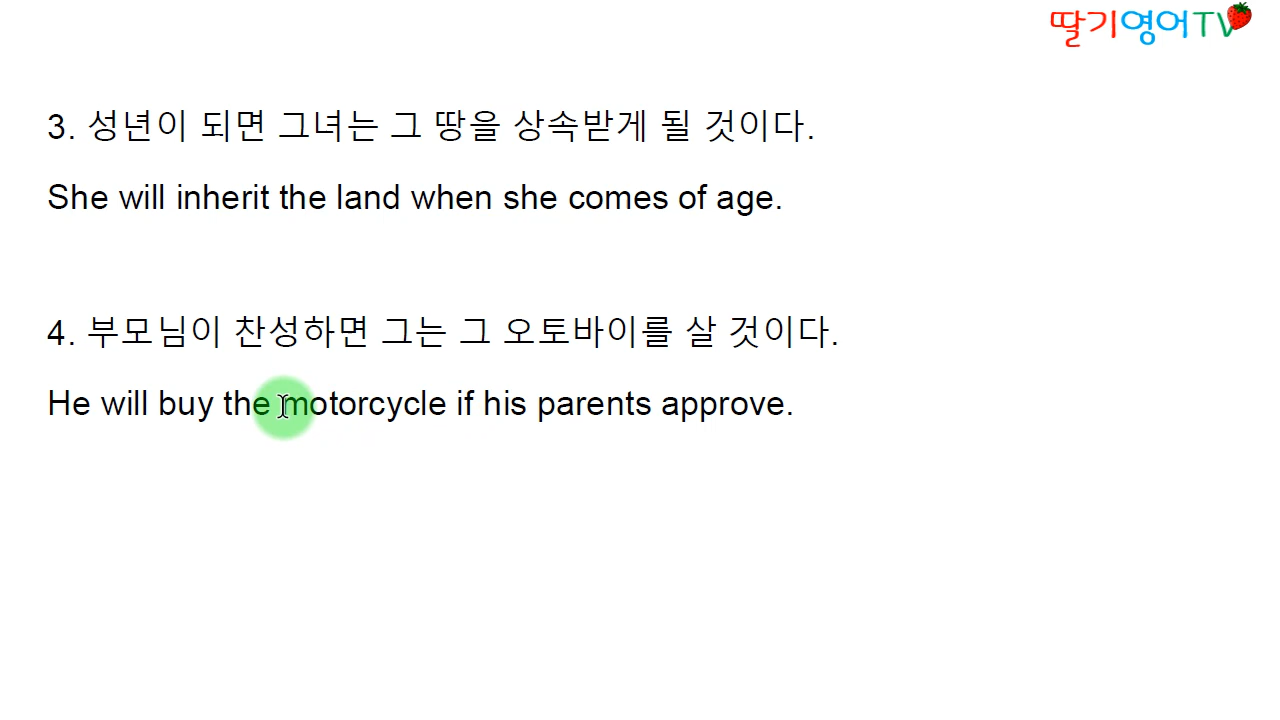 딸기영어TV
3. 성년이 되면 그녀는 그 땅을 상속받게 될 것이다.
She will inherit the land when she comes of age.
4. 부모님이 찬성하면 그는 그 오토바이를 살 것이다.
He will buy the motorcycle if his parents approve.